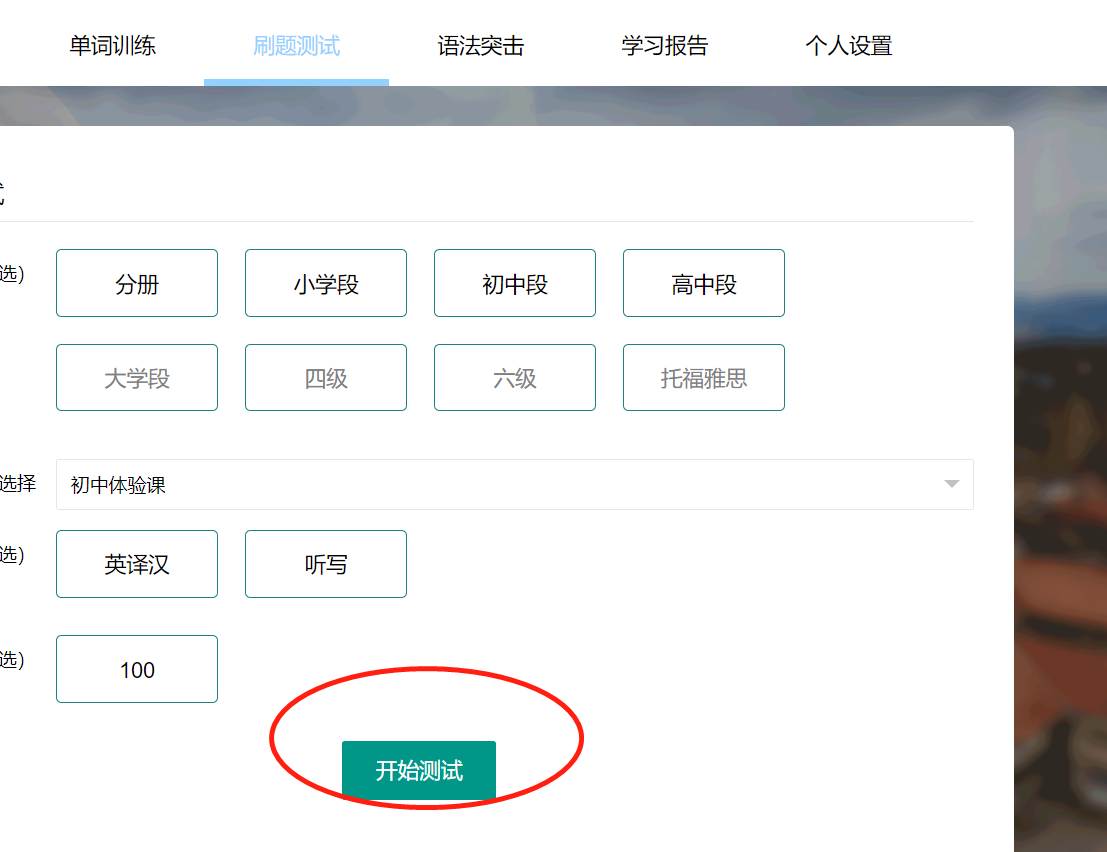 单词训练 刷题测试 语法突击 学习报告 个人设置
选) 分册 小学段 初中段 高中段
大学段 四级 六级 托福雅思
选择 初中体验课
选) 英译汉 听写
选) 100
开始测试